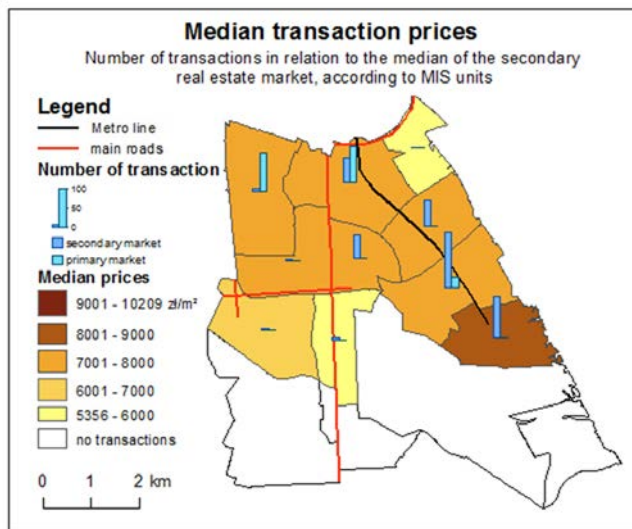 Median transaction prices
Number of transactions in relation to the median of the secondary
real estate market, according to MIS units
Legend
Metro line
main roads
Number of transaction
100
50
0
secondary market
primary market
Median prices
9001 - 10209 zł/m²
8001 - 9000
7001 - 8000
6001 - 7000
5356 - 6000
no transactions
0 1 2 km